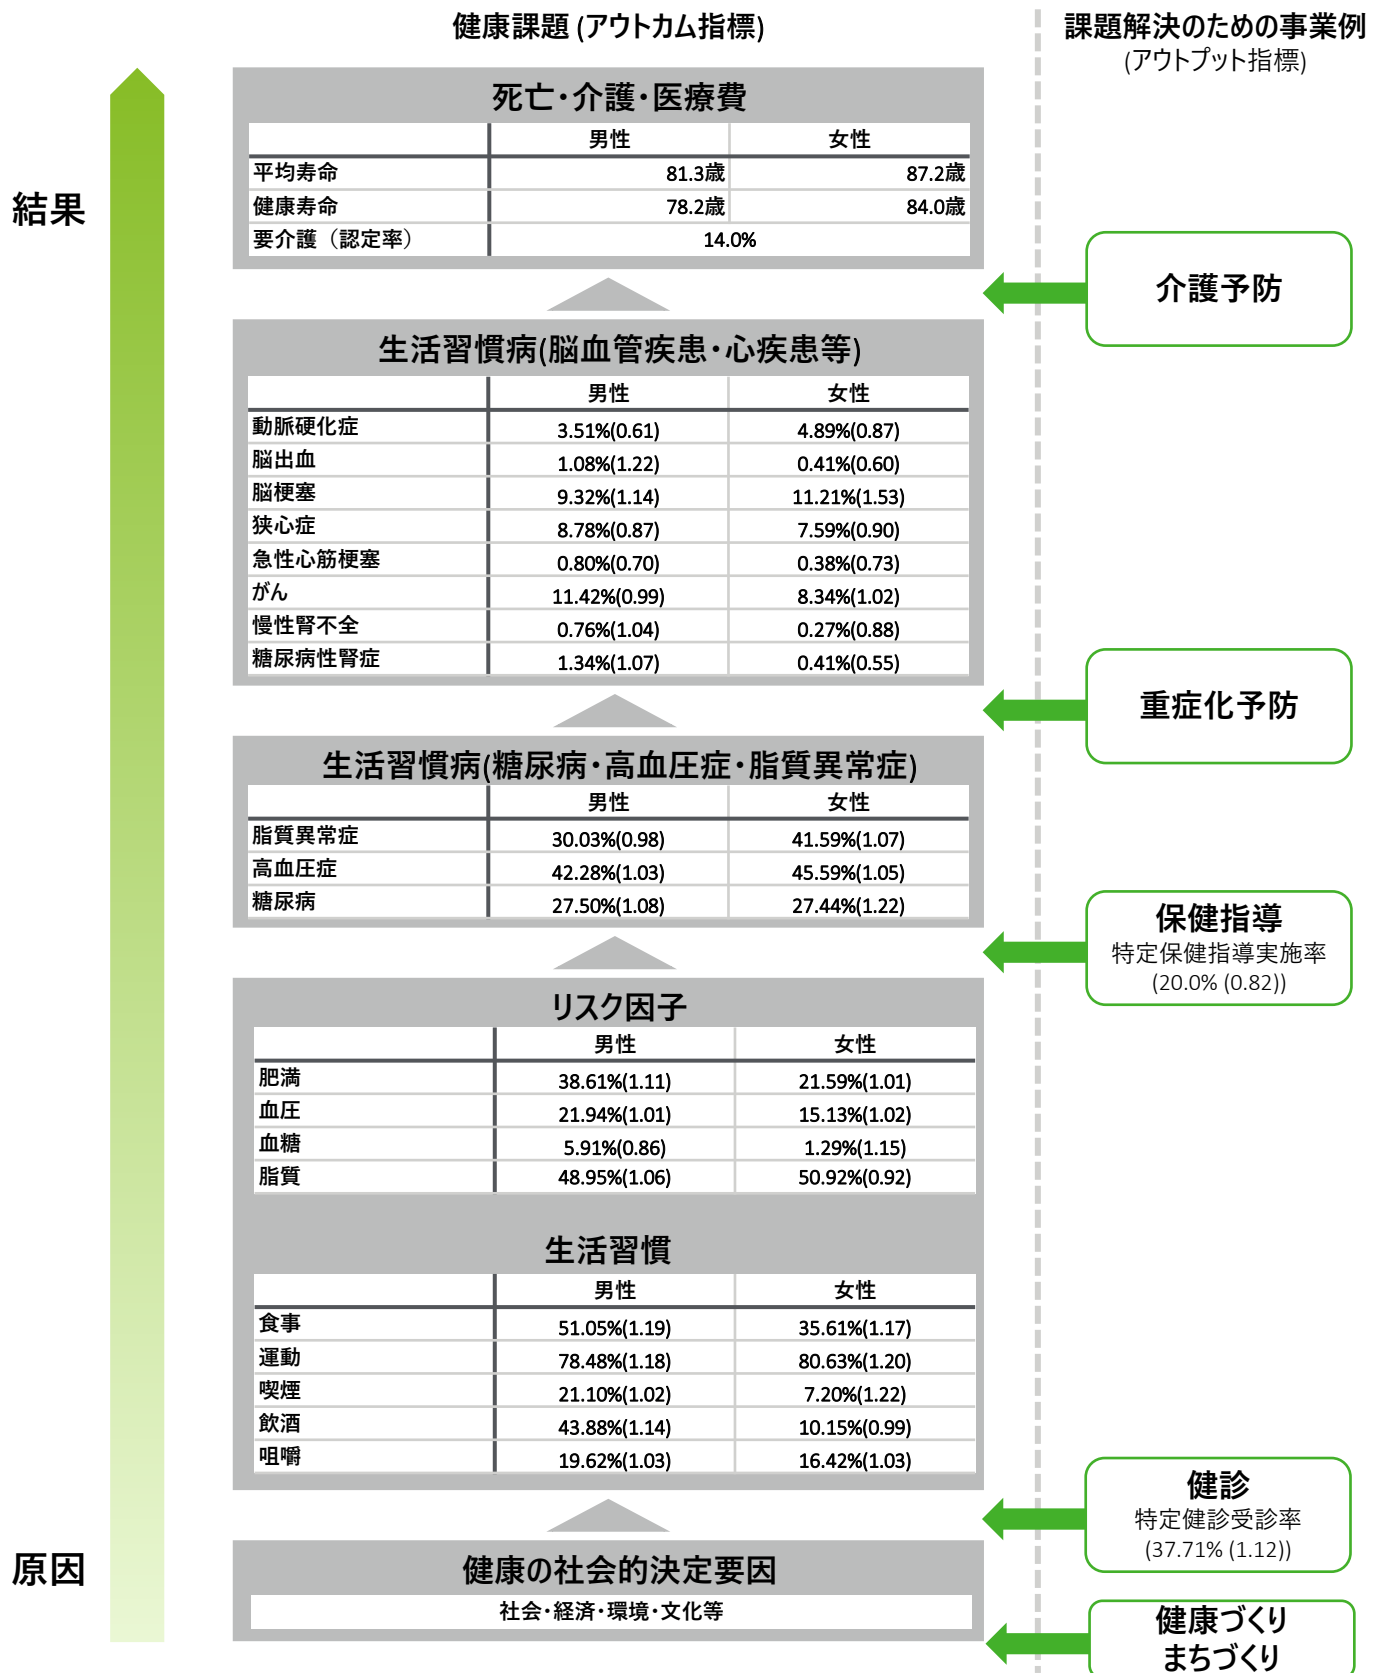 健康課題 (アウトカム指標)
課題解決のための事業例
(アウトプット指標)
結果
死亡・介護・医療費
男性 女性
平均寿命 81.3歳 87.2歳
健康寿命 78.2歳 84.0歳
要介護（認定率） 14.0%
介護予防
生活習慣病(脳血管疾患・心疾患等)
男性 女性
動脈硬化症 3.51%(0.61) 4.89%(0.87)
脳出血 1.08%(1.22) 0.41%(0.60)
脳梗塞 9.32%(1.14) 11.21%(1.53)
狭心症 8.78%(0.87) 7.59%(0.90)
急性心筋梗塞 0.80%(0.70) 0.38%(0.73)
がん 11.42%(0.99) 8.34%(1.02)
慢性腎不全 0.76%(1.04) 0.27%(0.88)
糖尿病性腎症 1.34%(1.07) 0.41%(0.55)
重症化予防
生活習慣病(糖尿病・高血圧症・脂質異常症)
男性 女性
脂質異常症 30.03%(0.98) 41.59%(1.07)
高血圧症 42.28%(1.03) 45.59%(1.05)
糖尿病 27.50%(1.08) 27.44%(1.22)
保健指導
特定保健指導実施率
(20.0% (0.82))
リスク因子
男性 女性
肥満 38.61%(1.11) 21.59%(1.01)
血圧 21.94%(1.01) 15.13%(1.02)
血糖 5.91%(0.86) 1.29%(1.15)
脂質 48.95%(1.06) 50.92%(0.92)
生活習慣
男性 女性
食事 51.05%(1.19) 35.61%(1.17)
運動 78.48%(1.18) 80.63%(1.20)
喫煙 21.10%(1.02) 7.20%(1.22)
飲酒 43.88%(1.14) 10.15%(0.99)
咀嚼 19.62%(1.03) 16.42%(1.03)
健診
特定健診受診率
(37.71% (1.12))
原因
健康の社会的決定要因
社会・経済・環境・文化等
健康づくり
まちづくり